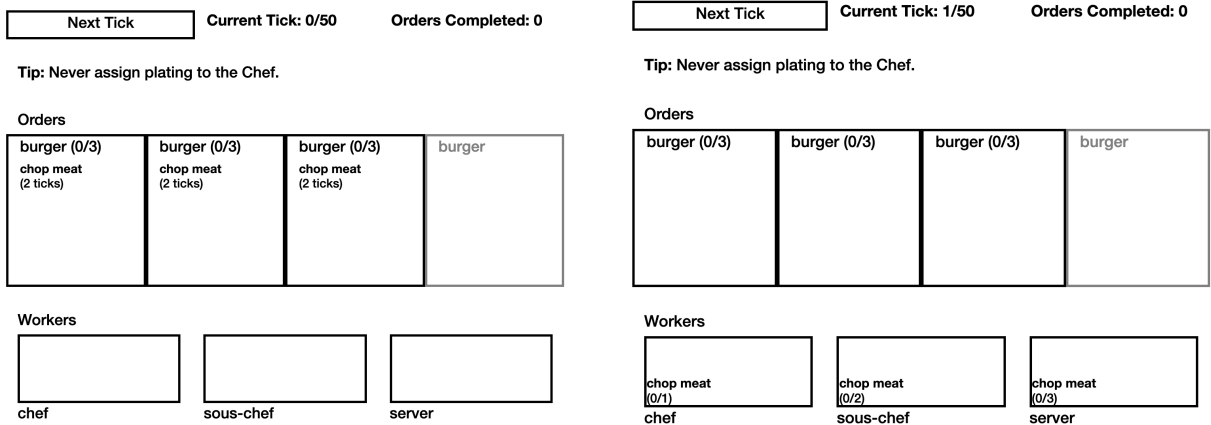 Next Tick Current Tick: 0/50 Orders Completed: 0
Tip: Never assign plating to the Chef.
Orders
burger (0/3) burger (0/3) burger (0/3) burger
chop meat chop meat chop meat
(2 ticks) (2 ticks) (2 ticks)
Workers
chef sous-chef server
Next Tick Current Tick: 1/50 Orders Completed: 0
Tip: Never assign plating to the Chef.
Orders
burger (0/3) burger (0/3) burger (0/3) burger
Workers
chop meat chop meat chop meat
(0/1) (0/2) (0/3)
chef sous-chef server